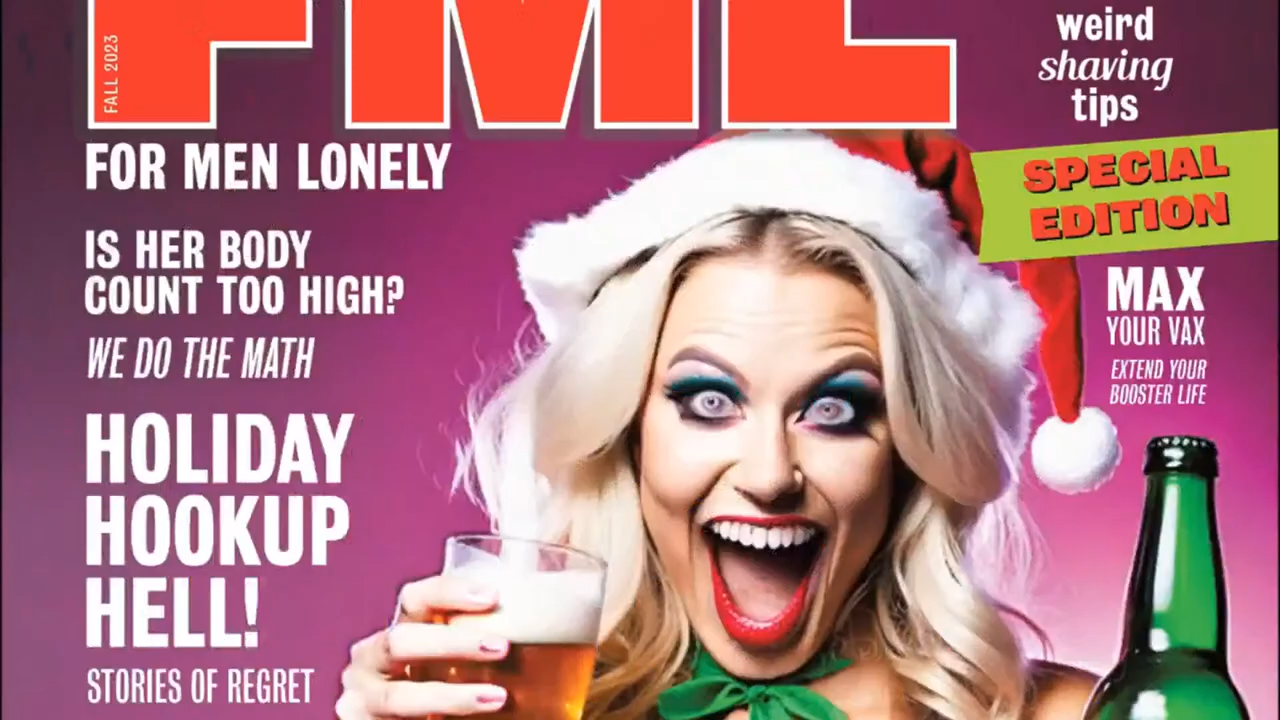 FML
FALL 2023
weird
shaving
tips
FOR MEN LONELY
SPECIAL
EDITION
IS HER BODY
COUNT TOO HIGH?
WE DO THE MATH
MAX
YOUR VAX
EXTEND YOUR
BOOSTER LIFE
HOLIDAY
HOOKUP
HELL!
STORIES OF REGRET